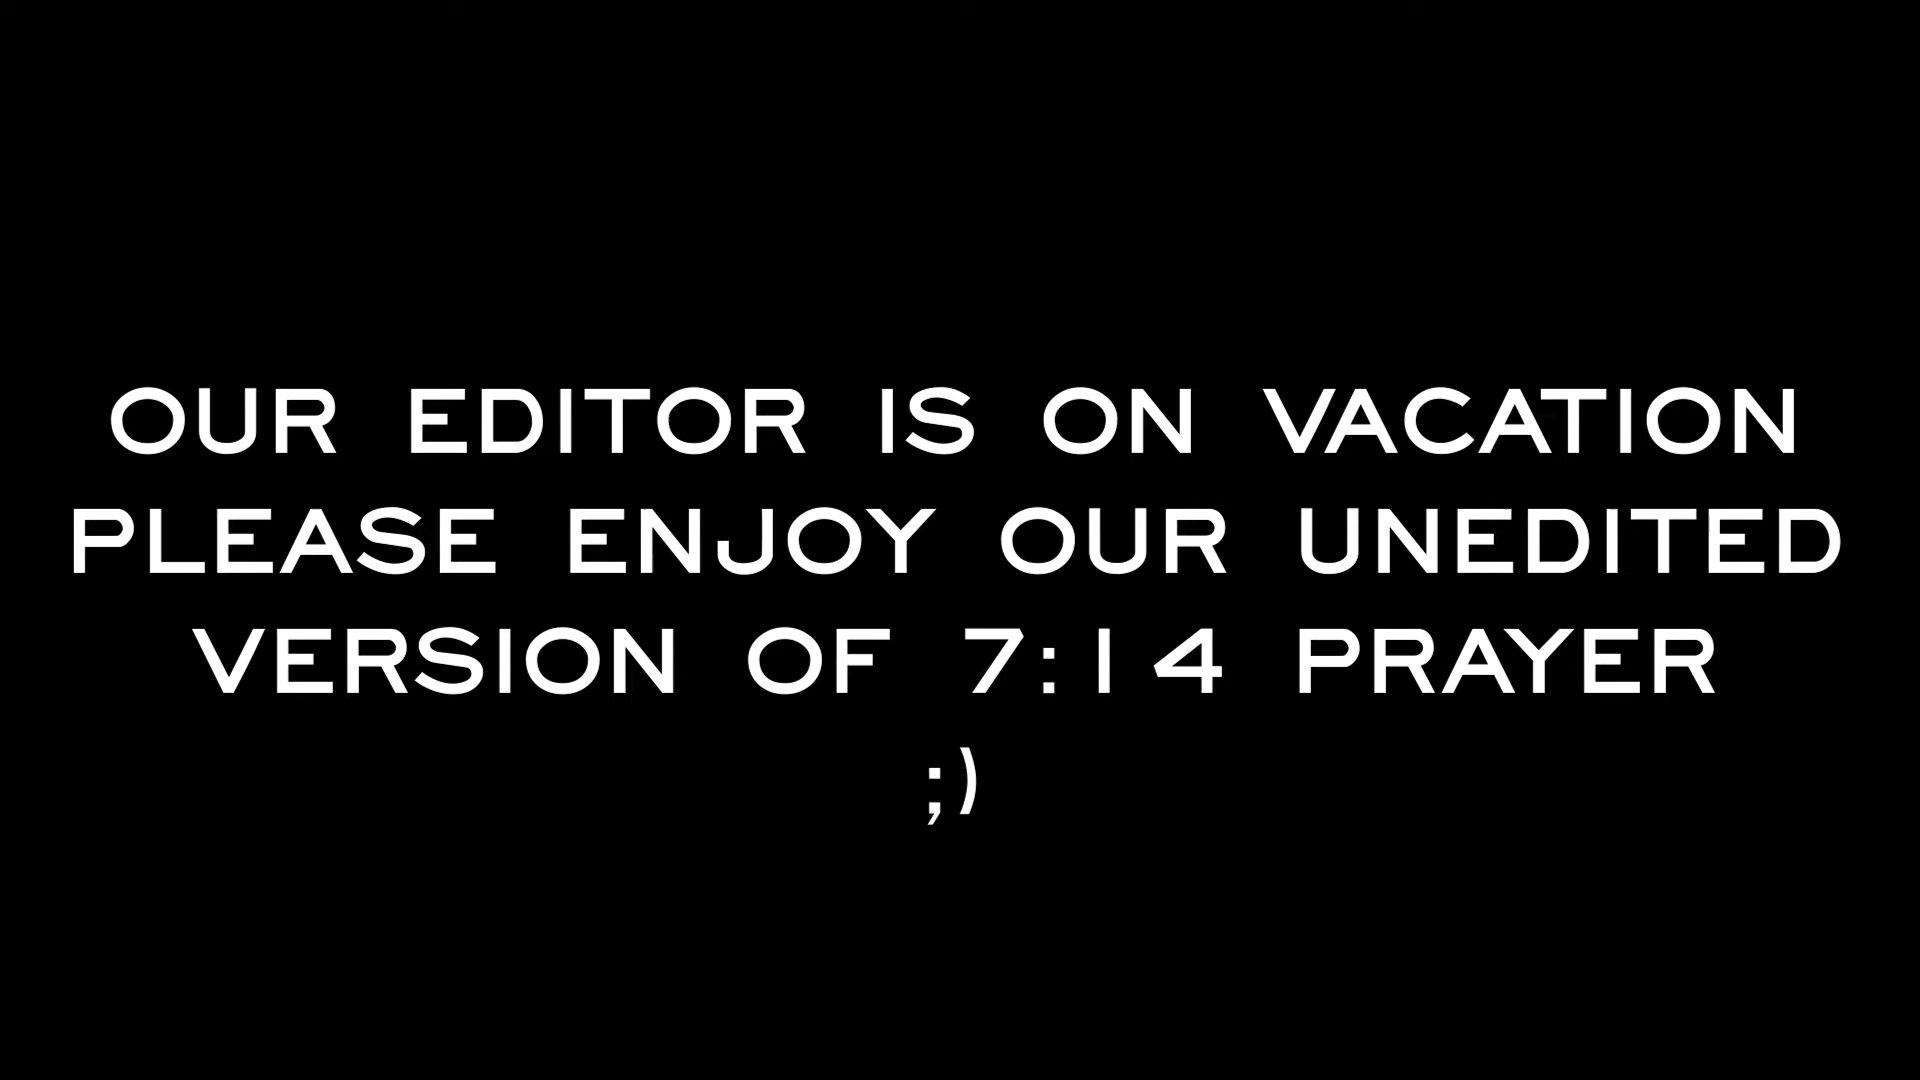 OUR EDITOR IS ON VACATION
PLEASE ENJOY OUR UNEDITED
VERSION OF 7:14 PRAYER
;)